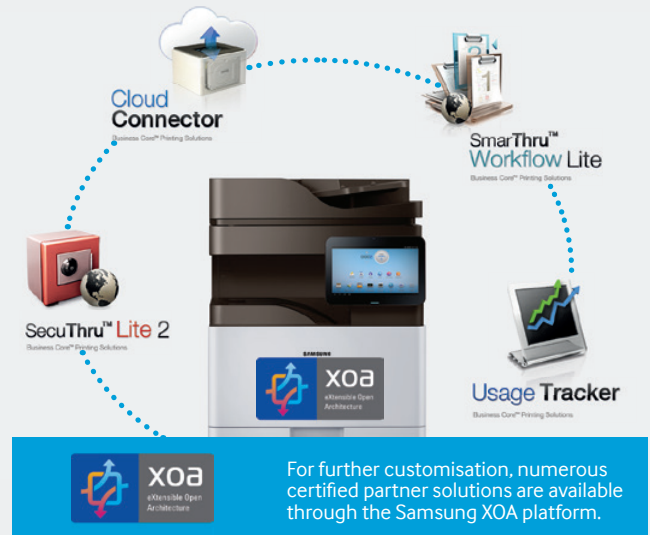 Cloud
Connector
Business Core™ Printing Solutions
SmarThru™
Workflow Lite
Business Core™ Printing Solutions
SecuThru™ Lite 2
Business Core™ Printing Solutions
SAMSUNG
xoa
eXtensible Open
Architecture
Usage Tracker
Business Core™ Printing Solutions
xoa
eXtensible Open
Architecture
For further customisation, numerous
certified partner solutions are available
through the Samsung XOA platform.